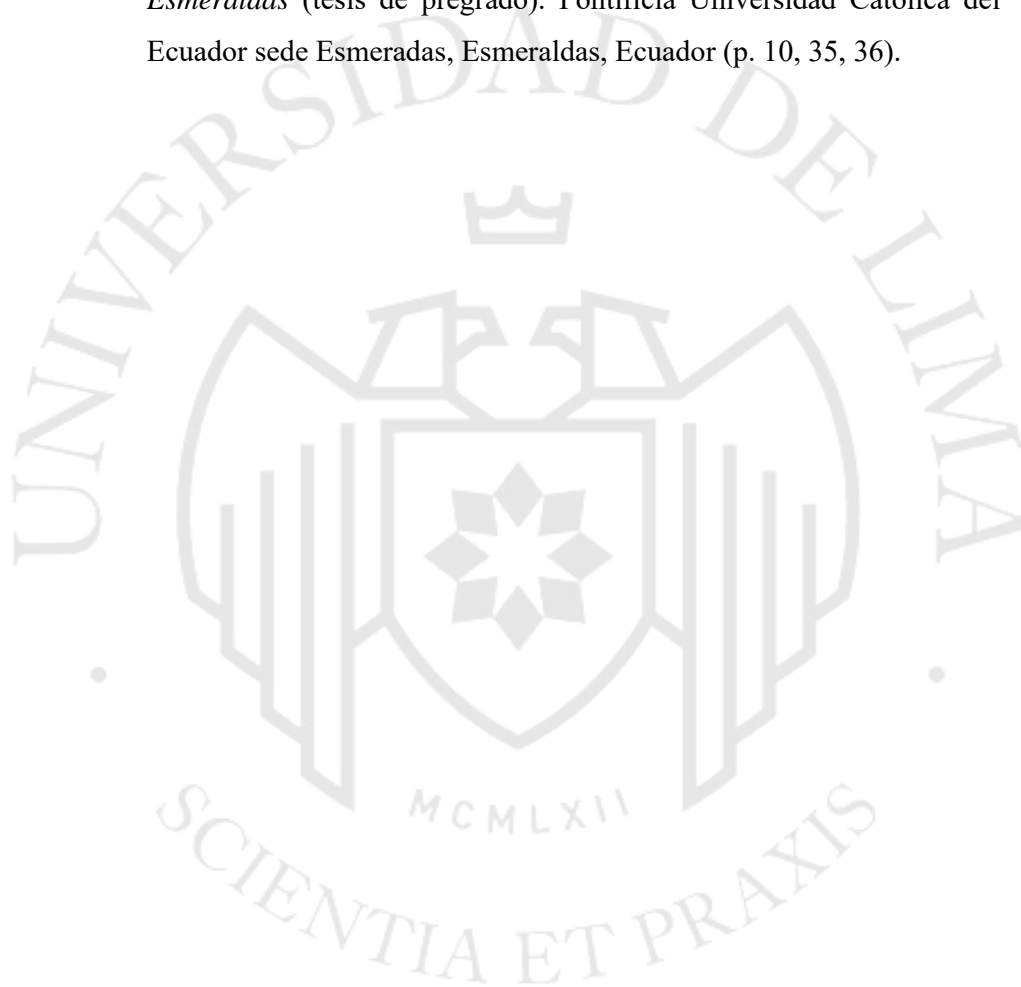 Esmeraldas (tesis de pregrado). Pontificia Universidad Católica del
Ecuador sede Esmeradas, Esmeraldas, Ecuador (p. 10, 35, 36).
UNIVERSIDAD DE LIMA
MCMLXII
SCIENTIA ET PRAXIS